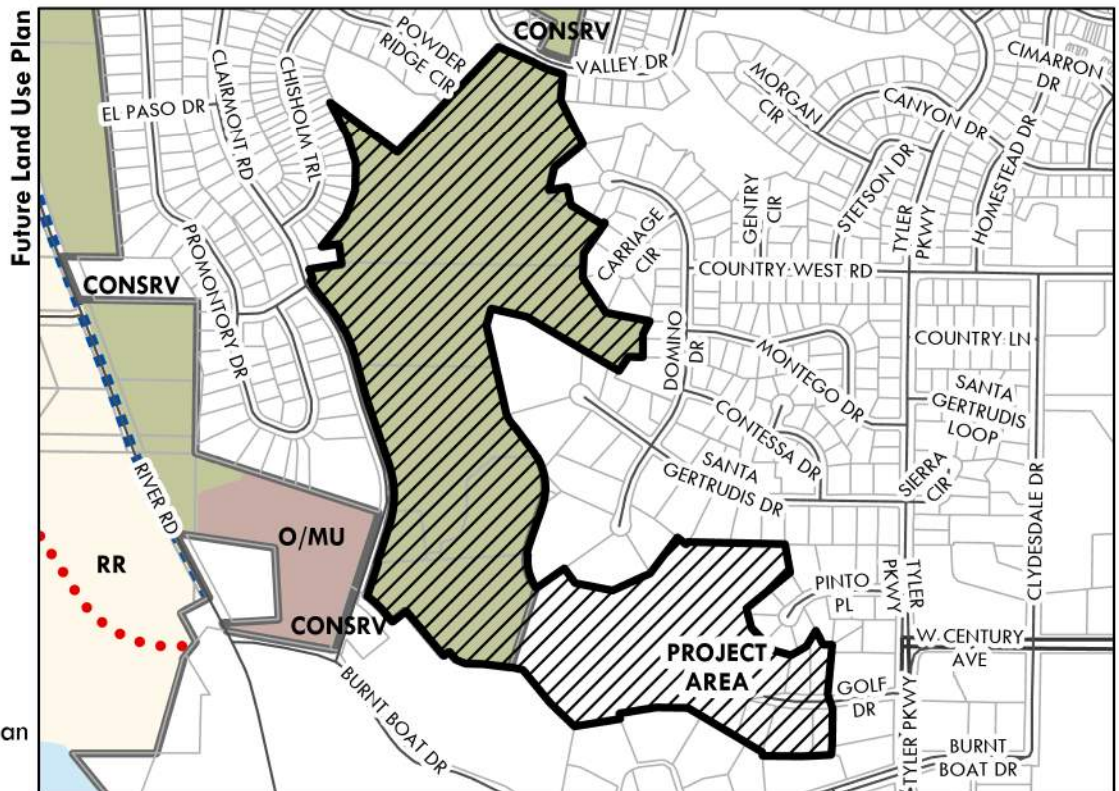 Future Land Use Plan
CONSRV
POWDER
RIDGE CIR
VALLEY DR
CIMARRON
DR
CLAIRMONT RD
CHISHOLM TRL
EL PASO DR
MORGAN
CIR
CANYON DR
STETSON DR
HOMESTEAD DR
GENTRY
CIR
TYLER
PKWY
CARRIAGE
CIR
PROMONTORY DR
CONSRV
COUNTRY WEST RD
DOMINO
DR
COUNTRY LN
MONTEGO DR
SANTA
GERTRUDIS
LOOP
CONTESSA DR
SANTA
GERTRUDIS DR
SIERRA
CIR
CLYDESDALE DR
RIVER RD
O/MU
RR
CONSRV
PINTO
PL
TYLER
PKWY
W CENTURY
AVE
PROJECT
AREA
GOLF
DR
BURNT BOAT DR
TYLER PKWY
BURNT
BOAT DR
an